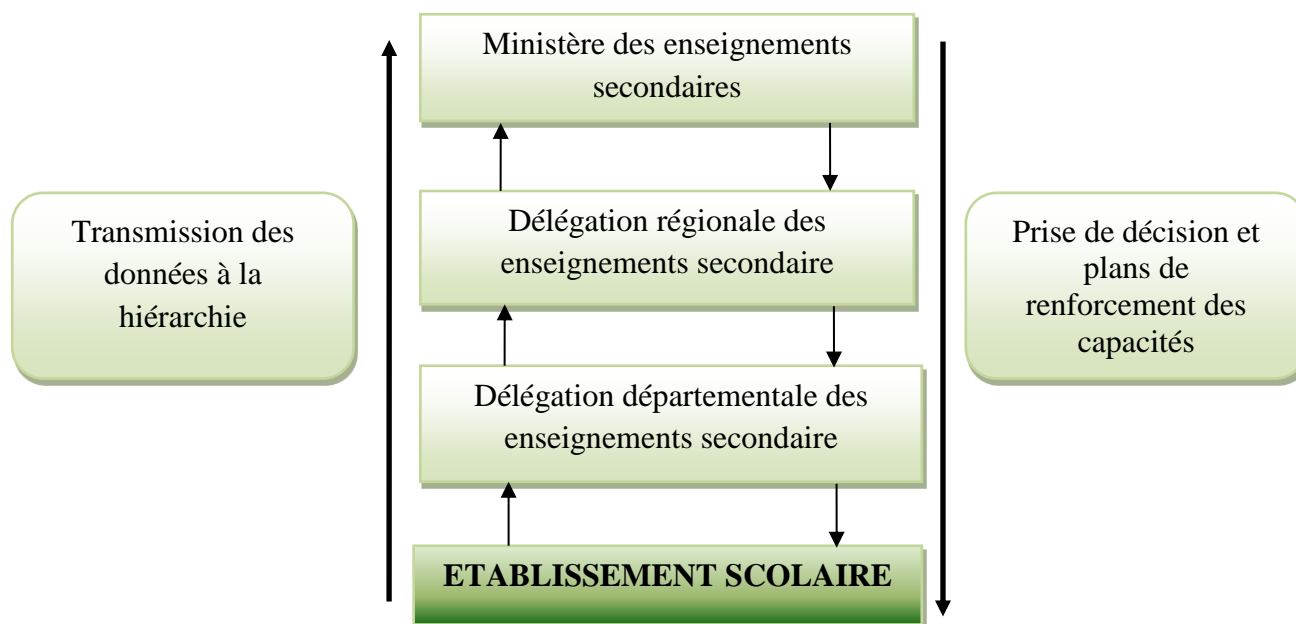 Ministère des enseignements
secondaires
Transmission des
données à la
hiérarchie
Délégation régionale des
enseignements secondaire
Prise de décision et
plans de
renforcement des
capacités
Délégation départementale des
enseignements secondaire
ETABLISSEMENT SCOLAIRE